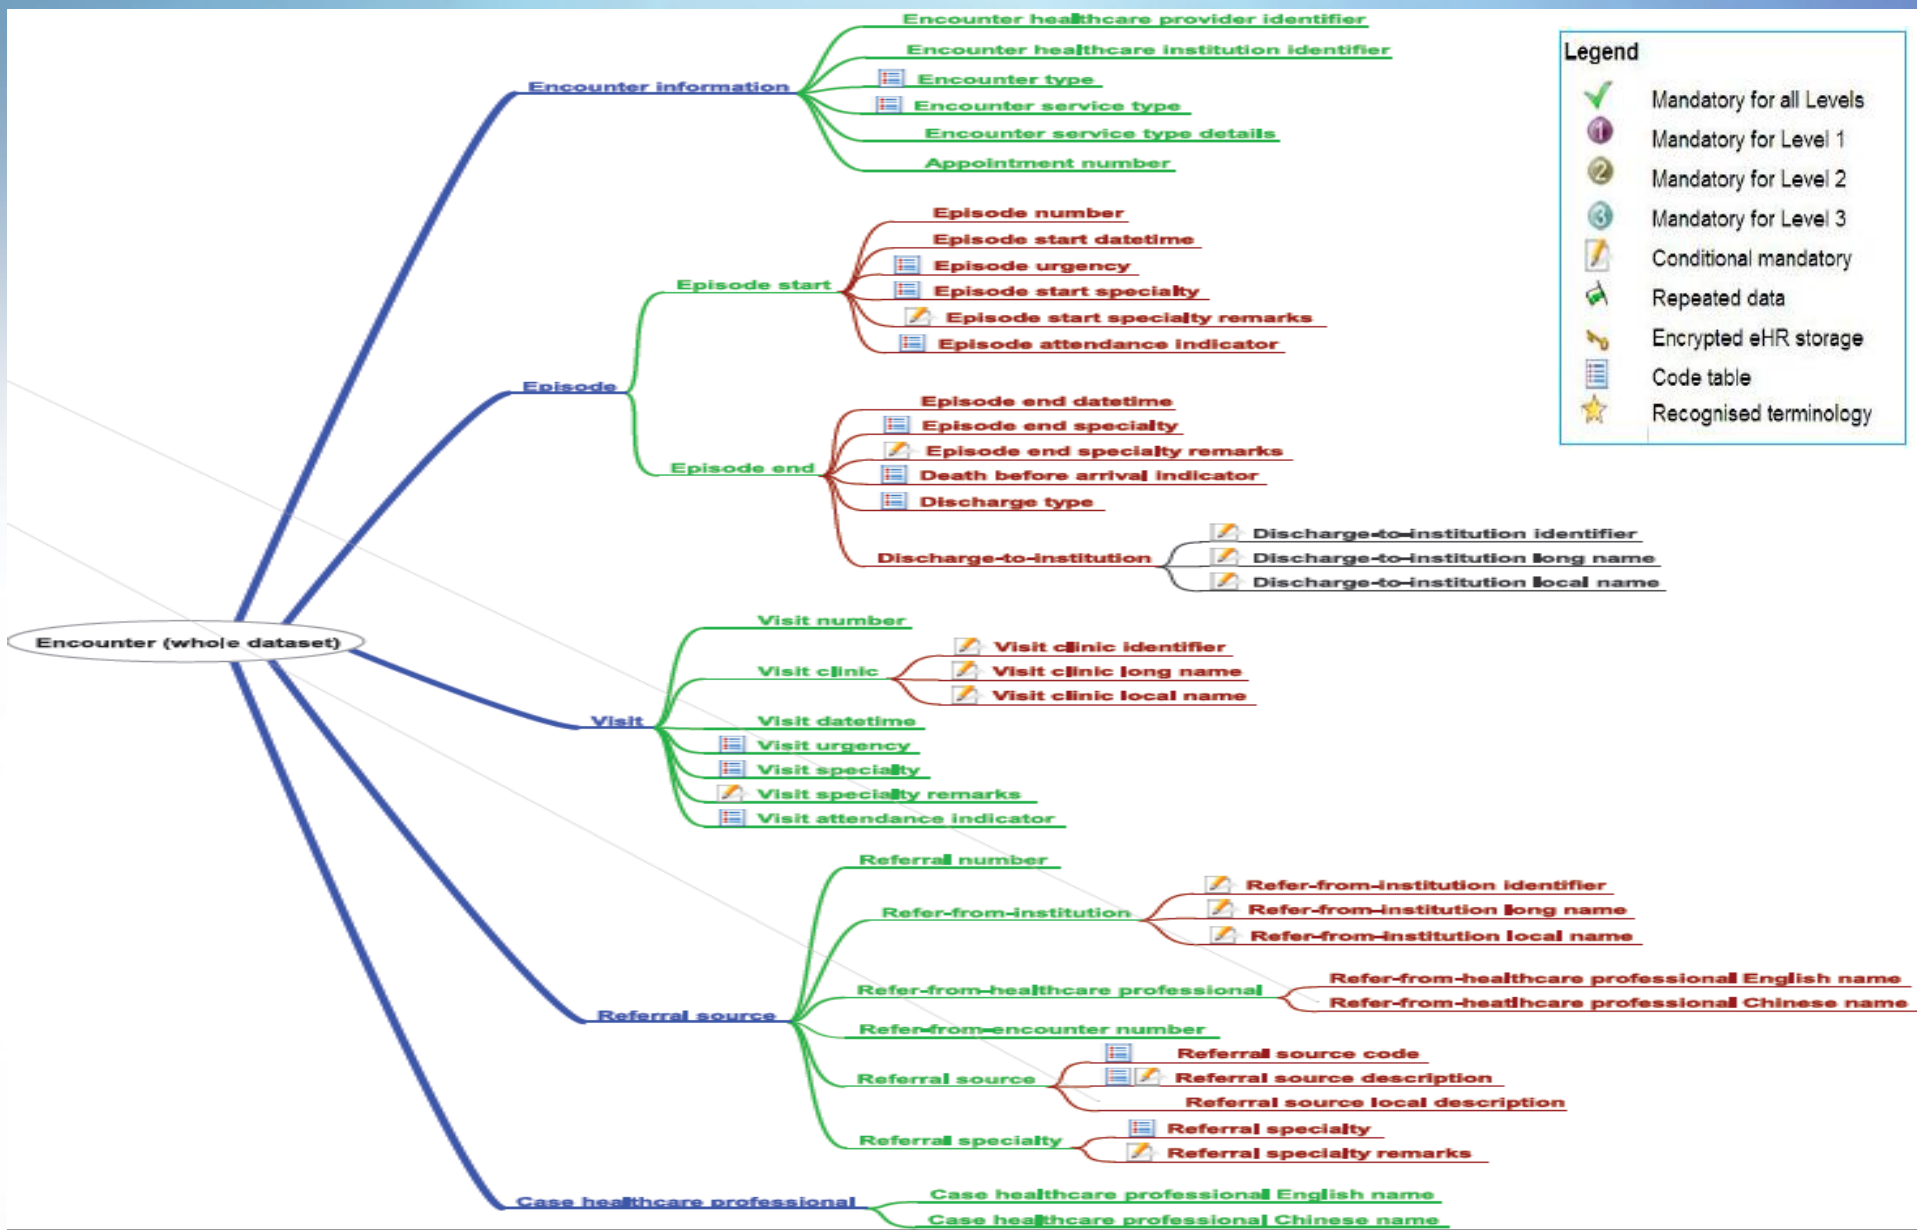 Encounter healthcare provider identifier
Encounter healthcare institution identifier
Encounter information
Encounter type
Encounter service type
Encounter service type details
Appointment number
Episode number
Episode start datetime
Episode urgency
Episode start
Episode start specialty
Episode start specialty remarks
Episode attendance indicator
Episode
Episode end datetime
Episode end specialty
Episode end specialty remarks
Episode end
Death before arrival indicator
Discharge type
Discharge-to-institution
Discharge-to-institution identifier
Discharge-to-institution long name
Discharge-to-institution local name
Encounter (whole dataset)
Visit number
Visit clinic
Visit clinic identifier
Visit clinic long name
Visit clinic local name
Visit
Visit datetime
Visit urgency
Visit specialty
Visit specialty remarks
Visit attendance indicator
Referral number
Refer-from-institution
Refer-from-institution identifier
Refer-from-institution long name
Refer-from-institution local name
Refer-from-healthcare professional
Refer-from-healthcare professional English name
Refer-from-heatlhcare professional Chinese name
Referral source
Refer-from-encounter number
Referral source
Referral source code
Referral source description
Referral source local description
Referral specialty
Referral specialty
Referral specialty remarks
Case healthcare professional
Case healthcare professional English name
Case healthcare professional Chinese name
Legend
Mandatory for all Levels
1 Mandatory for Level 1
2 Mandatory for Level 2
3 Mandatory for Level 3
Conditional mandatory
Repeated data
Encrypted eHR storage
Code table
Recognised terminology